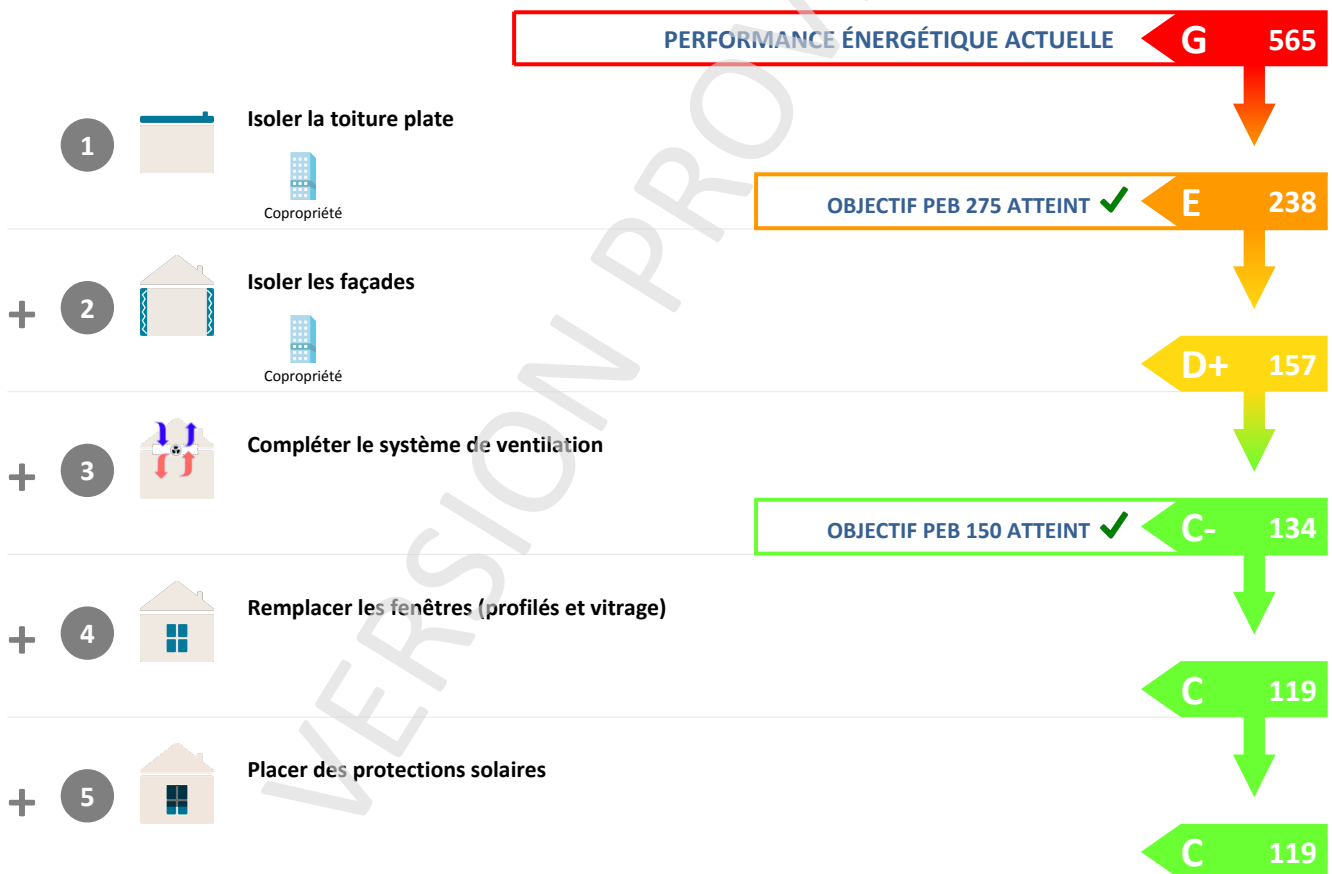 PERFORMANCE ÉNERGÉTIQUE ACTUELLE G 565
1 Isoler la toiture plate
Copropriété
OBJECTIF PEB 275 ATTEINT E 238
+ 2 Isoler les façades
Copropriété
D+ 157
+ 3 Compléter le système de ventilation
OBJECTIF PEB 150 ATTEINT C- 134
+ 4 Remplacer les fenêtres (profilés et vitrage)
C 119
+ 5 Placer des protections solaires
C 119
VERSION PROV